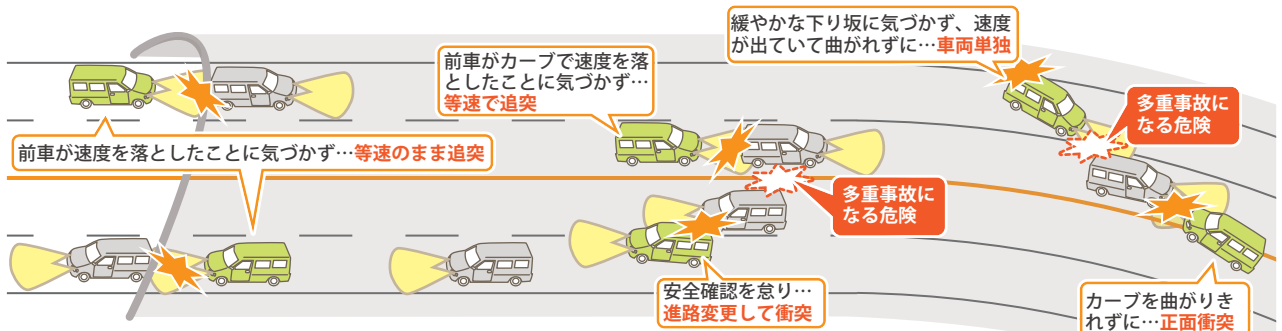 緩やかな下り坂に気づかず、速度
が出ていて曲がれずに…車両単独
前車がカーブで速度を落
としたことに気づかず…
等速で追突
多重事故に
なる危険
前車が速度を落としたことに気づかず…等速のまま追突
多重事故に
なる危険
安全確認を怠り…
進路変更して衝突
カーブを曲がりき
れずに…正面衝突